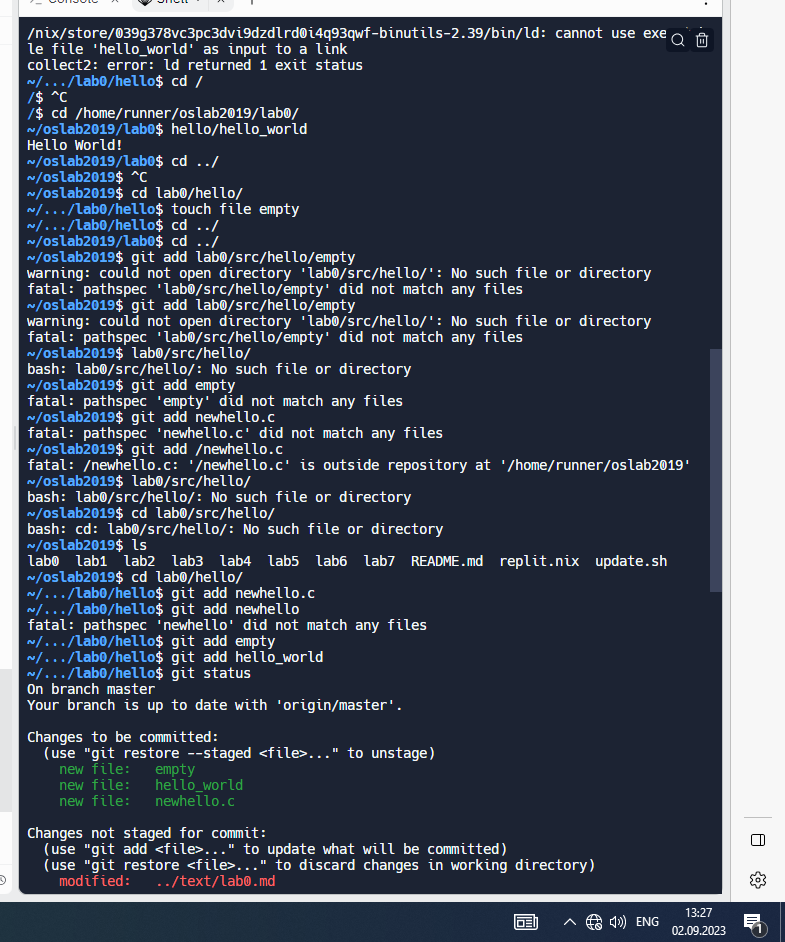 Console
Shell
/nix/store/039g378vc3pc3dvi9dzdlrd0i4q93qwf-binutils-2.39/bin/ld: cannot use exe
le file 'hello_world' as input to a link
collect2: error: ld returned 1 exit status
~/.../lab0/hello$ cd /
/$ ^C
/$ cd /home/runner/oslab2019/lab0/
~/oslab2019/lab0$ hello/hello_world
Hello World!
~/oslab2019/lab0$ cd ../
~/oslab2019$ ^C
~/oslab2019$ cd lab0/hello/
~/.../lab0/hello$ touch file empty
~/.../lab0/hello$ cd ../
~/oslab2019/lab0$ cd ../
~/oslab2019$ git add lab0/src/hello/empty
warning: could not open directory 'lab0/src/hello/': No such file or directory
fatal: pathspec 'lab0/src/hello/empty' did not match any files
~/oslab2019$ git add lab0/src/hello/empty
warning: could not open directory 'lab0/src/hello/': No such file or directory
fatal: pathspec 'lab0/src/hello/empty' did not match any files
~/oslab2019$ lab0/src/hello/
bash: lab0/src/hello/: No such file or directory
~/oslab2019$ git add empty
fatal: pathspec 'empty' did not match any files
~/oslab2019$ git add newhello.c
fatal: pathspec 'newhello.c' did not match any files
~/oslab2019$ git add /newhello.c
fatal: /newhello.c: '/newhello.c' is outside repository at '/home/runner/oslab2019'
~/oslab2019$ lab0/src/hello/
bash: lab0/src/hello/: No such file or directory
~/oslab2019$ cd lab0/src/hello/
bash: cd: lab0/src/hello/: No such file or directory
~/oslab2019$ ls
lab0 lab1 lab2 lab3 lab4 lab5 lab6 lab7 README.md replit.nix update.sh
~/oslab2019$ cd lab0/hello/
~/.../lab0/hello$ git add newhello.c
~/.../lab0/hello$ git add newhello
fatal: pathspec 'newhello' did not match any files
~/.../lab0/hello$ git add empty
~/.../lab0/hello$ git add hello_world
~/.../lab0/hello$ git status
On branch master
Your branch is up to date with 'origin/master'.
Changes to be committed:
(use "git restore --staged <file>..." to unstage)
new file: empty
new file: hello_world
new file: newhello.c
Changes not staged for commit:
(use "git add <file>..." to update what will be committed)
(use "git restore <file>..." to discard changes in working directory)
modified: ../text/lab0.md
ENG
13:27
02.09.2023
1